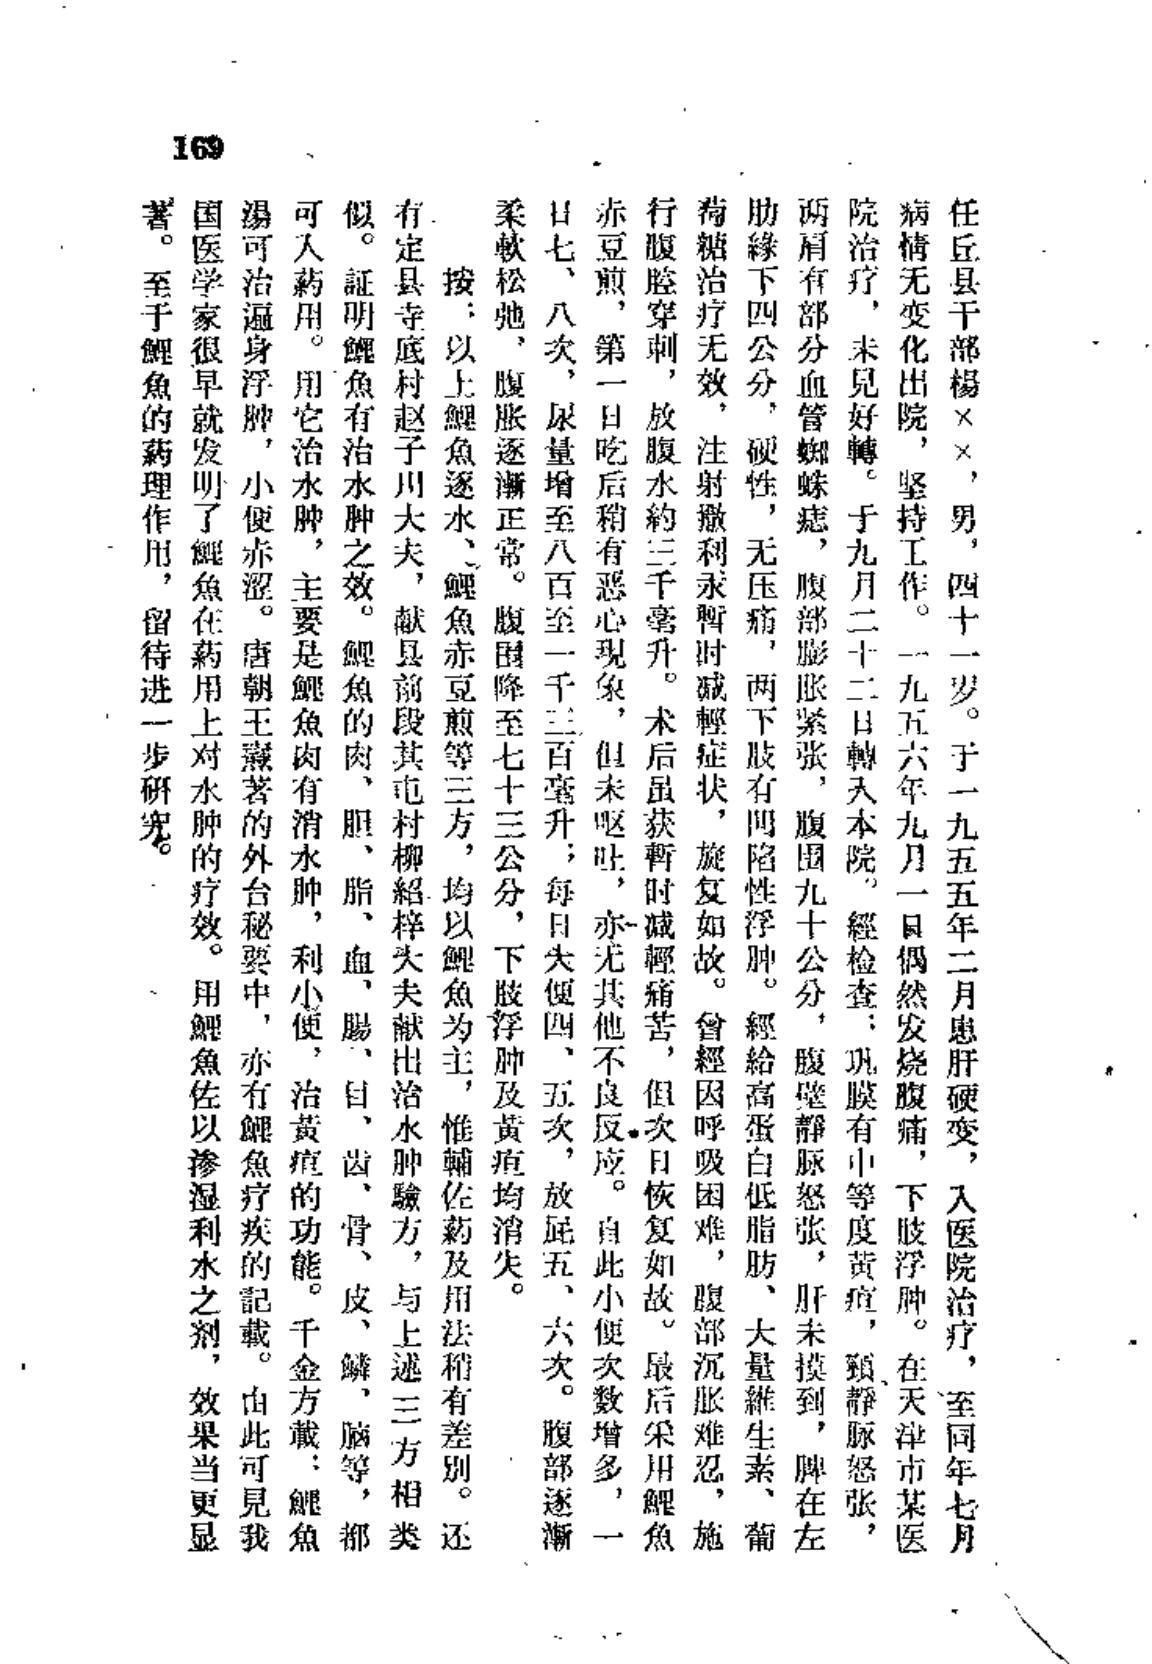 169
任丘县干部楊××，男，四十一岁。于一九五五年二月患肝硬变，入医院治疗，至同年七月
病情无变化出院，坚持工作。一九五六年九月一日偶然发烧腹痛，下肢浮肿。在天津市某医
院治疗，未見好轉。于九月二十二日轉入本院。經检查：巩膜有中等度黃疸，頸靜脉怒张，
两肩有部分血管蜘蛛痣，腹部膨胀紧张，腹围九十公分，腹壁靜脉怒张，肝未摸到，脾在左
肋緣下四公分，硬性，无压痛，两下肢有凹陷性浮肿。經給高蛋白低脂肪、大量維生素、葡
萄糖治疗无效，注射撒利汞暫时减輕症状，旋复如故。曾經因呼吸困难，腹部沉胀难忍，施
行腹腔穿刺，放腹水約三千毫升。术后虽获暫时减輕痛苦，但次日恢复如故。最后采用鯉魚
赤豆煎，第一日吃后稍有恶心現象，但未呕吐，亦无其他不良反应。自此小便次数增多，一
日七、八次，尿量增至八百至一千三百毫升；每日大便四、五次，放屁五、六次。腹部逐漸
柔軟松弛，腹胀逐漸正常。腹围降至七十三公分，下肢浮肿及黃疸均消失。
按：以上鯉魚逐水、鯉魚赤豆煎等三方，均以鯉魚为主，惟輔佐药及用法稍有差別。还
有定县寺底村赵子川大夫，献县前段其屯村柳紹梓大夫献出治水肿驗方，与上述三方相类
似。証明鯉魚有治水肿之效。鯉魚的肉、胆、脂、血、腸、目、齿、骨、皮、鱗、脑等，都
可入葯用。用它治水肿，主要是鯉魚肉有消水肿，利小便，治黃疸的功能。千金方載：鯉魚
湯可治遍身浮肿，小便赤涩。唐朝王燾著的外台秘要中，亦有鯉魚疗疾的記載。由此可見我
国医学家很早就发明了鯉魚在葯用上对水肿的疗效。用鯉魚佐以渗湿利水之剂，效果当更显
著。至于鯉魚的葯理作用，留待进一步研究。